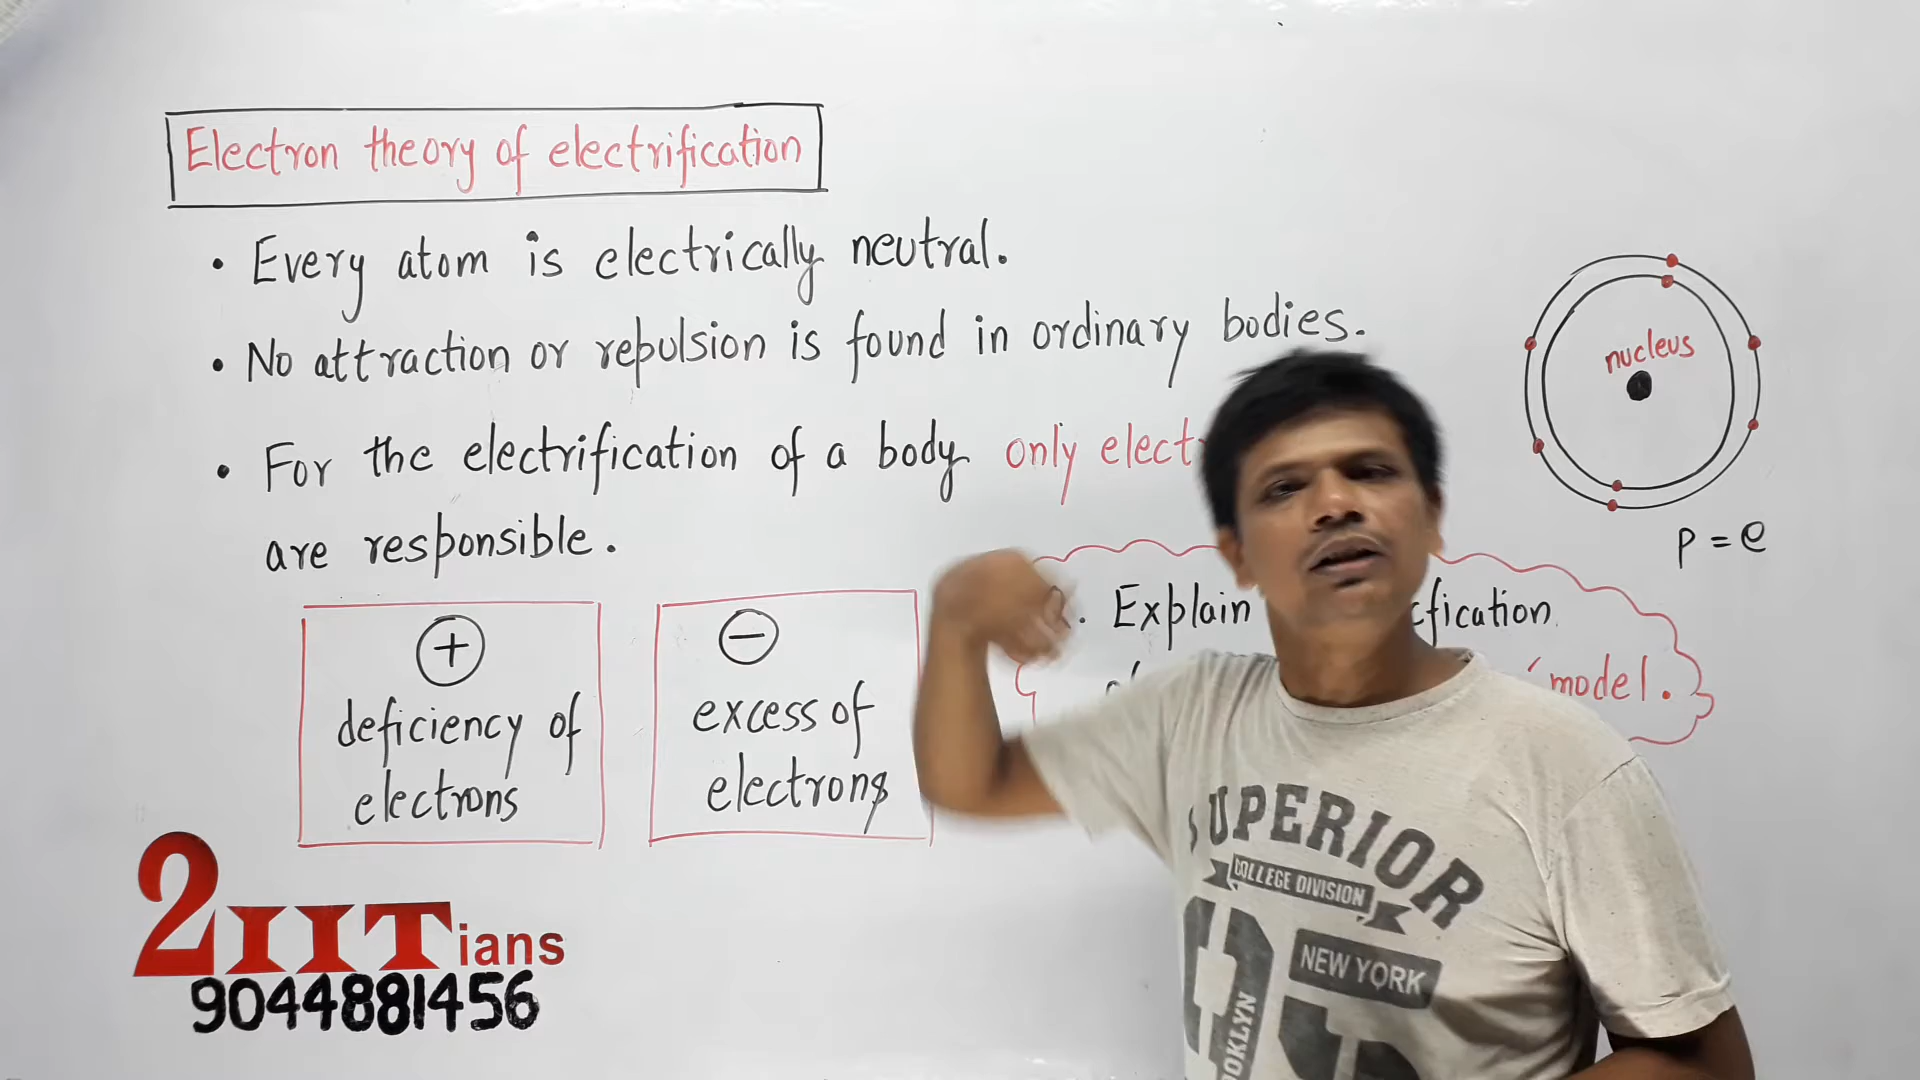 Electron theory of electrification
• Every atom is electrically neutral.
• No attraction or repulsion is found in ordinary bodies.
• For the electrification of a body only elect
are responsible.
nucleus
p = e
+
deficiency of
electrons
−
excess of
electrons
Explain fication
model.
2IITians
9044881456
SUPERIOR
COLLEGE DIVISION
NEW YORK